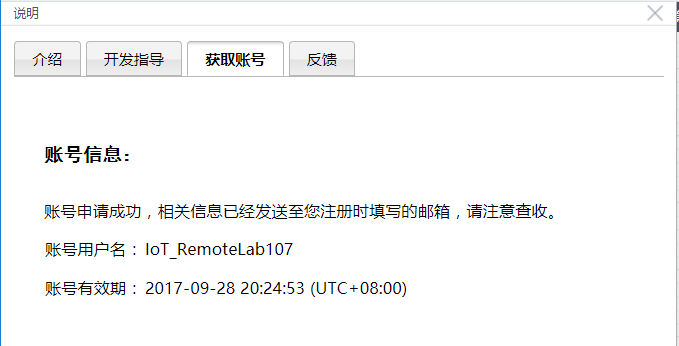 说明
介绍
开发指导
获取账号
反馈
账号信息：
账号申请成功，相关信息已经发送至您注册时填写的邮箱，请注意查收。
账号用户名： IoT_RemoteLab107
账号有效期： 2017-09-28 20:24:53 (UTC+08:00)